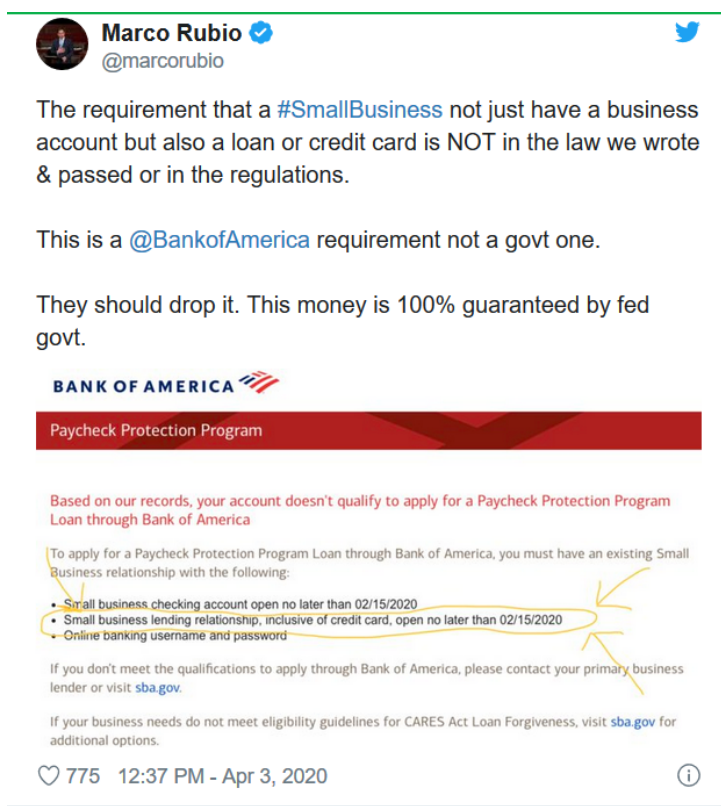 Marco Rubio
@marcorubio
The requirement that a #SmallBusiness not just have a business
account but also a loan or credit card is NOT in the law we wrote
& passed or in the regulations.
This is a @BankofAmerica requirement not a govt one.
They should drop it. This money is 100% guaranteed by fed
govt.
BANK OF AMERICA
Paycheck Protection Program
Based on our records, your account doesn't qualify to apply for a Paycheck Protection Program
Loan through Bank of America
To apply for a Paycheck Protection Program Loan through Bank of America, you must have an existing Small
Business relationship with the following:
• Small business checking account open no later than 02/15/2020
• Small business lending relationship, inclusive of credit card, open no later than 02/15/2020
• Online banking username and password
If you don't meet the qualifications to apply through Bank of America, please contact your primary business
lender or visit sba.gov.
If your business needs do not meet eligibility guidelines for CARES Act Loan Forgiveness, visit sba.gov for
additional options.
775 12:37 PM - Apr 3, 2020